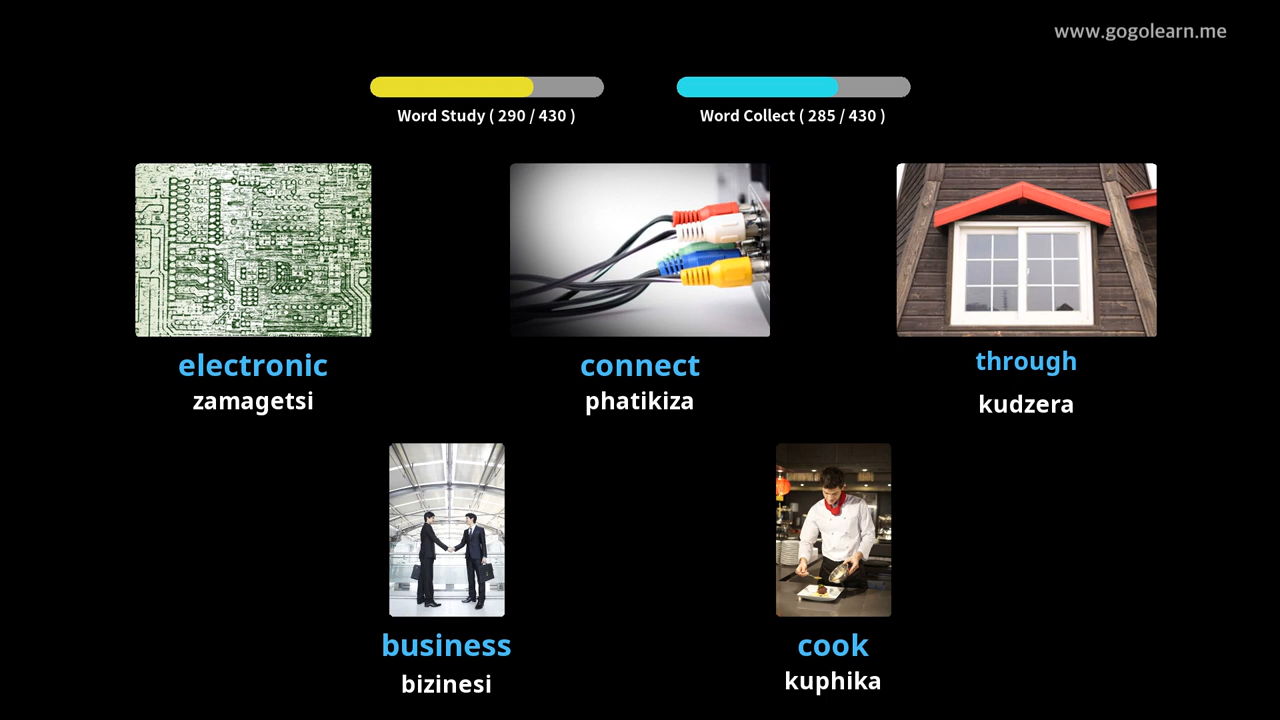 www.gogolearn.me
Word Study ( 290 / 430 )
Word Collect ( 285 / 430 )
electronic
zamagetsi
connect
phatikiza
through
kudzera
business
bizinesi
cook
kuphika